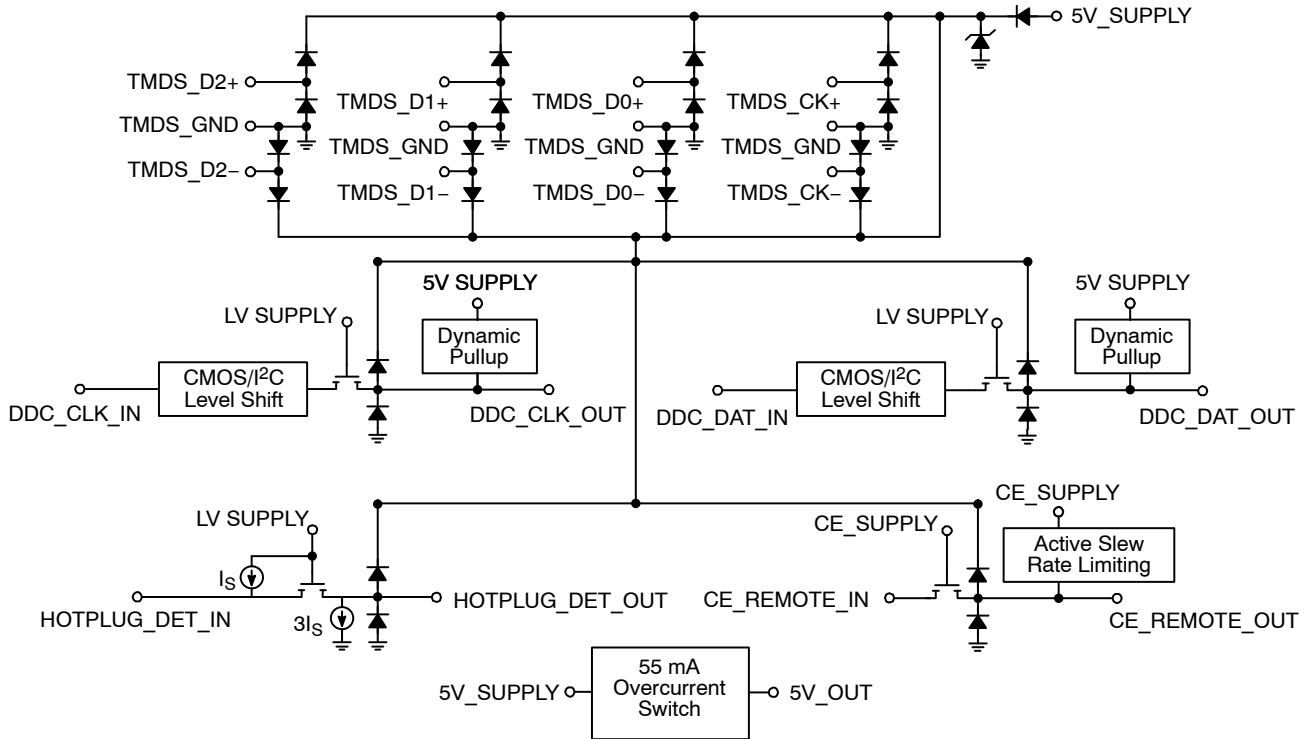 5V_SUPPLY
TMDS_D2+
TMDS_D1+
TMDS_D0+
TMDS_CK+
TMDS_GND
TMDS_GND
TMDS_GND
TMDS_GND
TMDS_D2−
TMDS_D1−
TMDS_D0−
TMDS_CK−
5V SUPPLY
5V SUPPLY
LV SUPPLY
LV SUPPLY
Dynamic
Pullup
Dynamic
Pullup
CMOS/I²C
Level Shift
CMOS/I²C
Level Shift
DDC_CLK_IN
DDC_CLK_OUT
DDC_DAT_IN
DDC_DAT_OUT
LV SUPPLY
CE_SUPPLY
CE_SUPPLY
Active Slew
Rate Limiting
IS
HOTPLUG_DET_IN
3IS
HOTPLUG_DET_OUT
CE_REMOTE_IN
CE_REMOTE_OUT
5V_SUPPLY
55 mA
Overcurrent
Switch
5V_OUT